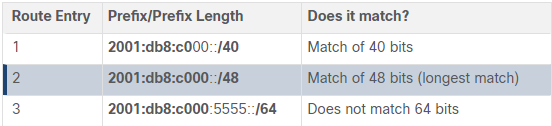 Route Entry Prefix/Prefix Length Does it match?
1 2001:db8:c000::/40 Match of 40 bits
2 2001:db8:c000::/48 Match of 48 bits (longest match)
3 2001:db8:c000:5555::/64 Does not match 64 bits